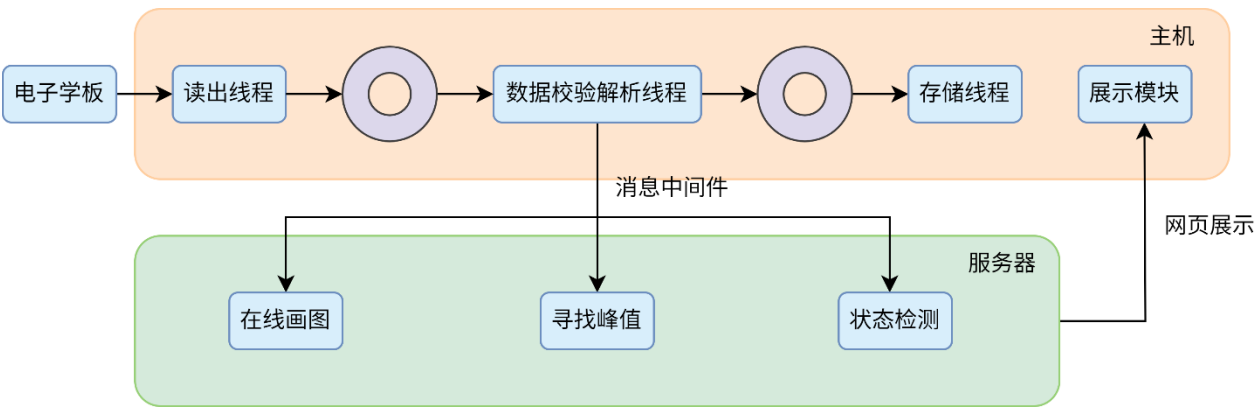 主机
电子学板
读出线程
数据校验解析线程
存储线程
展示模块
消息中间件
网页展示
服务器
在线画图
寻找峰值
状态检测